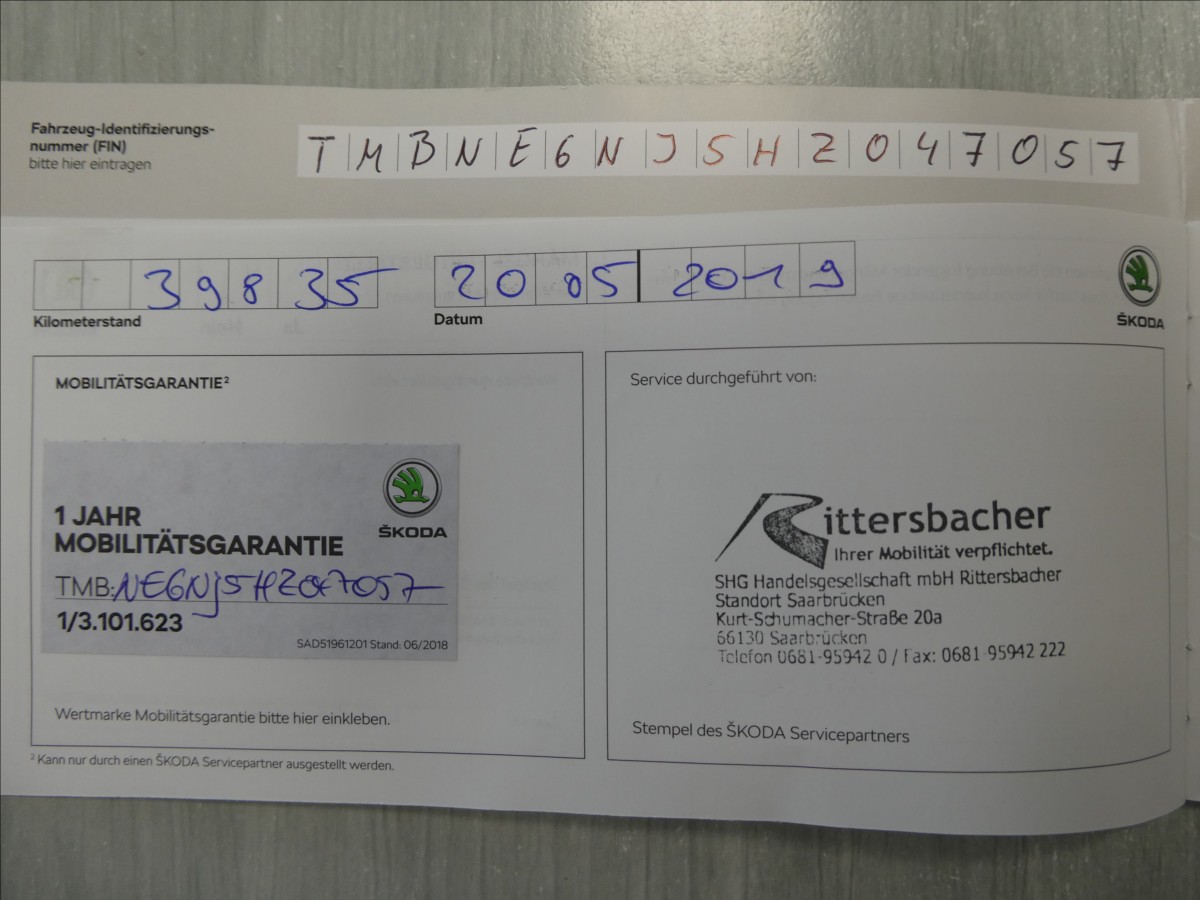 Fahrzeug-Identifizierungs-
nummer (FIN)
bitte hier eintragen
TMBNE6NJ5HZ047057
39835 20 05 2019
Kilometerstand Datum
ŠKODA
MOBILITÄTSGARANTIE²
1 JAHR
MOBILITÄTSGARANTIE
ŠKODA
TMB:NE6Nj5HZ047057
1/3.101.623
SAD51961201 Stand: 06/2018
Wertmarke Mobilitätsgarantie bitte hier einkleben.
² Kann nur durch einen ŠKODA Servicepartner ausgestellt werden.
Service durchgeführt von:
Rittersbacher
Ihrer Mobilität verpflichtet.
SHG Handelsgesellschaft mbH Rittersbacher
Standort Saarbrücken
Kurt-Schumacher-Straße 20a
66130 Saarbrücken
Telefon 0681-95942 0 / Fax: 0681-95942 222
Stempel des ŠKODA Servicepartners